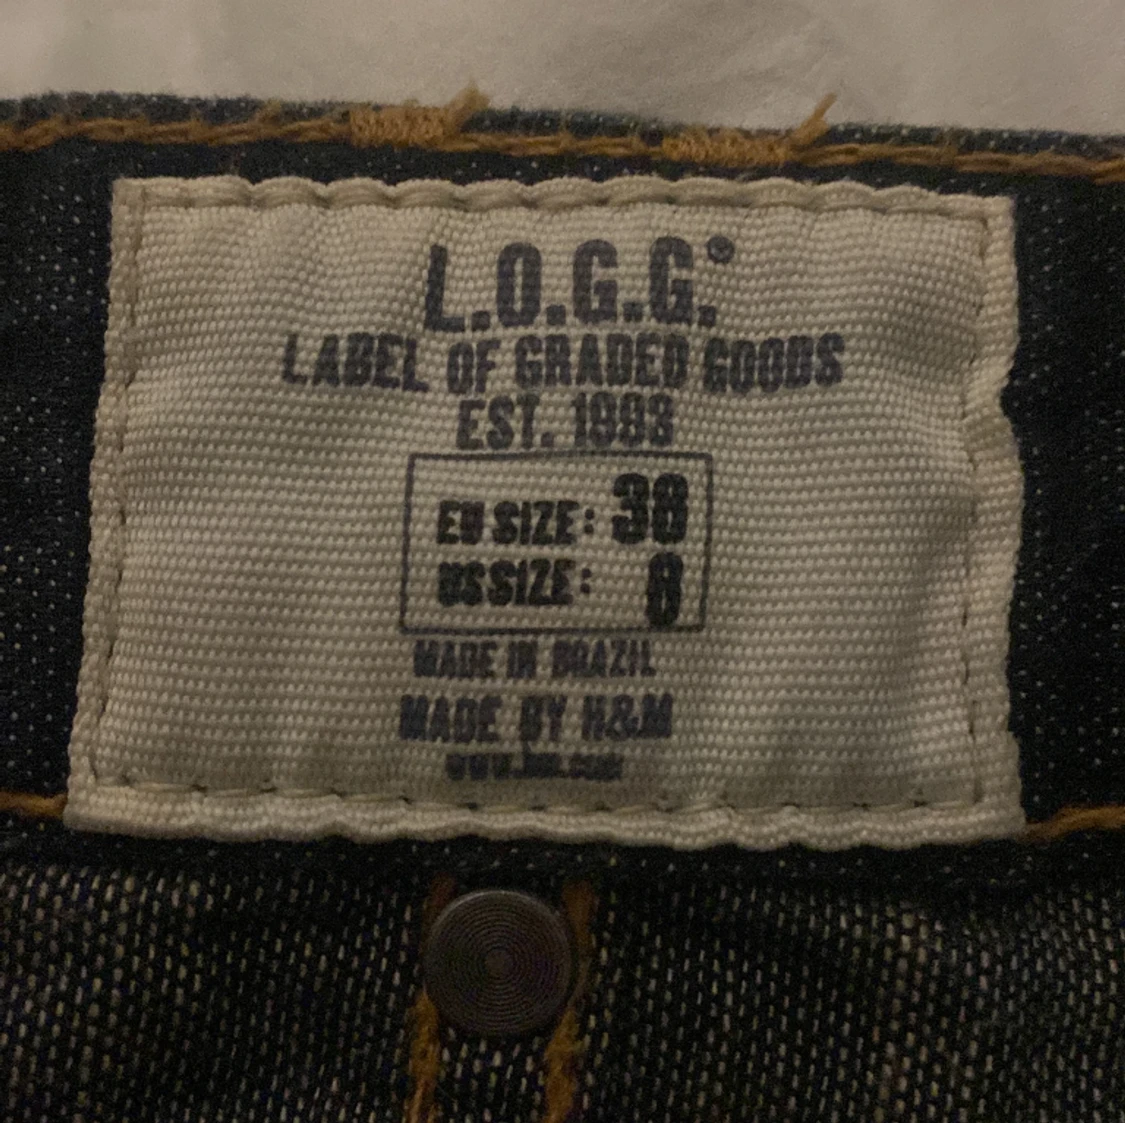 L.O.G.G.®
LABEL OF GRADED GOODS
EST. 1998
EU SIZE: 38
US SIZE: 8
MADE IN BRAZIL
MADE BY H&M
www.hm.com